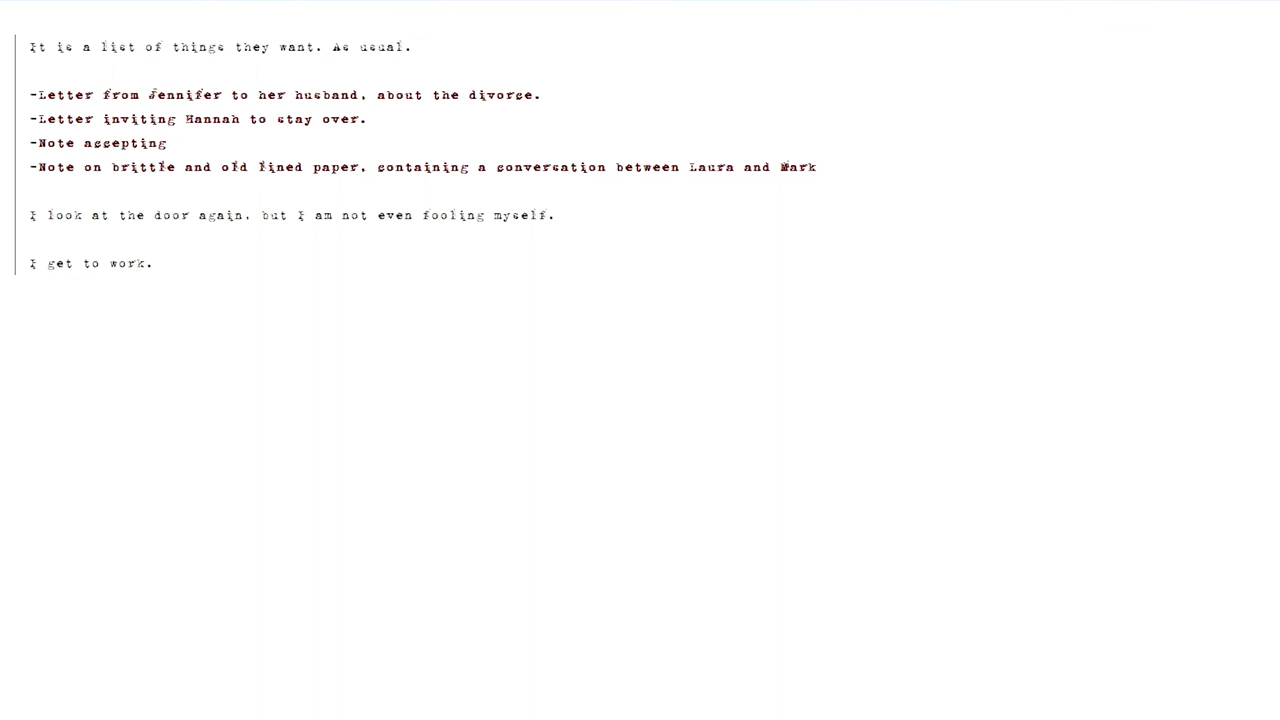 It is a list of things they want. As usual.
-Letter from Jennifer to her husband, about the divorse.
-Letter inviting Hannah to stay over.
-Note assepting
-Note on brittle and old lined paper, containing a conversation between Laura and Mark
I look at the door again, but I am not even fooling myself.
I get to work.